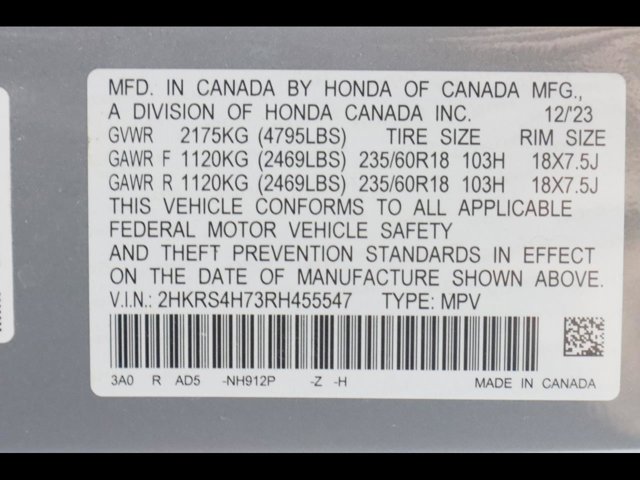 MFD. IN CANADA BY HONDA OF CANADA MFG.,
A DIVISION OF HONDA CANADA INC. 12/'23
GVWR 2175KG (4795LBS) TIRE SIZE RIM SIZE
GAWR F 1120KG (2469LBS) 235/60R18 103H 18X7.5J
GAWR R 1120KG (2469LBS) 235/60R18 103H 18X7.5J
THIS VEHICLE CONFORMS TO ALL APPLICABLE
FEDERAL MOTOR VEHICLE SAFETY
AND THEFT PREVENTION STANDARDS IN EFFECT
ON THE DATE OF MANUFACTURE SHOWN ABOVE.
V.I.N.: 2HKRS4H73RH455547 TYPE: MPV
3A0 R AD5 -NH912P -Z -H MADE IN CANADA